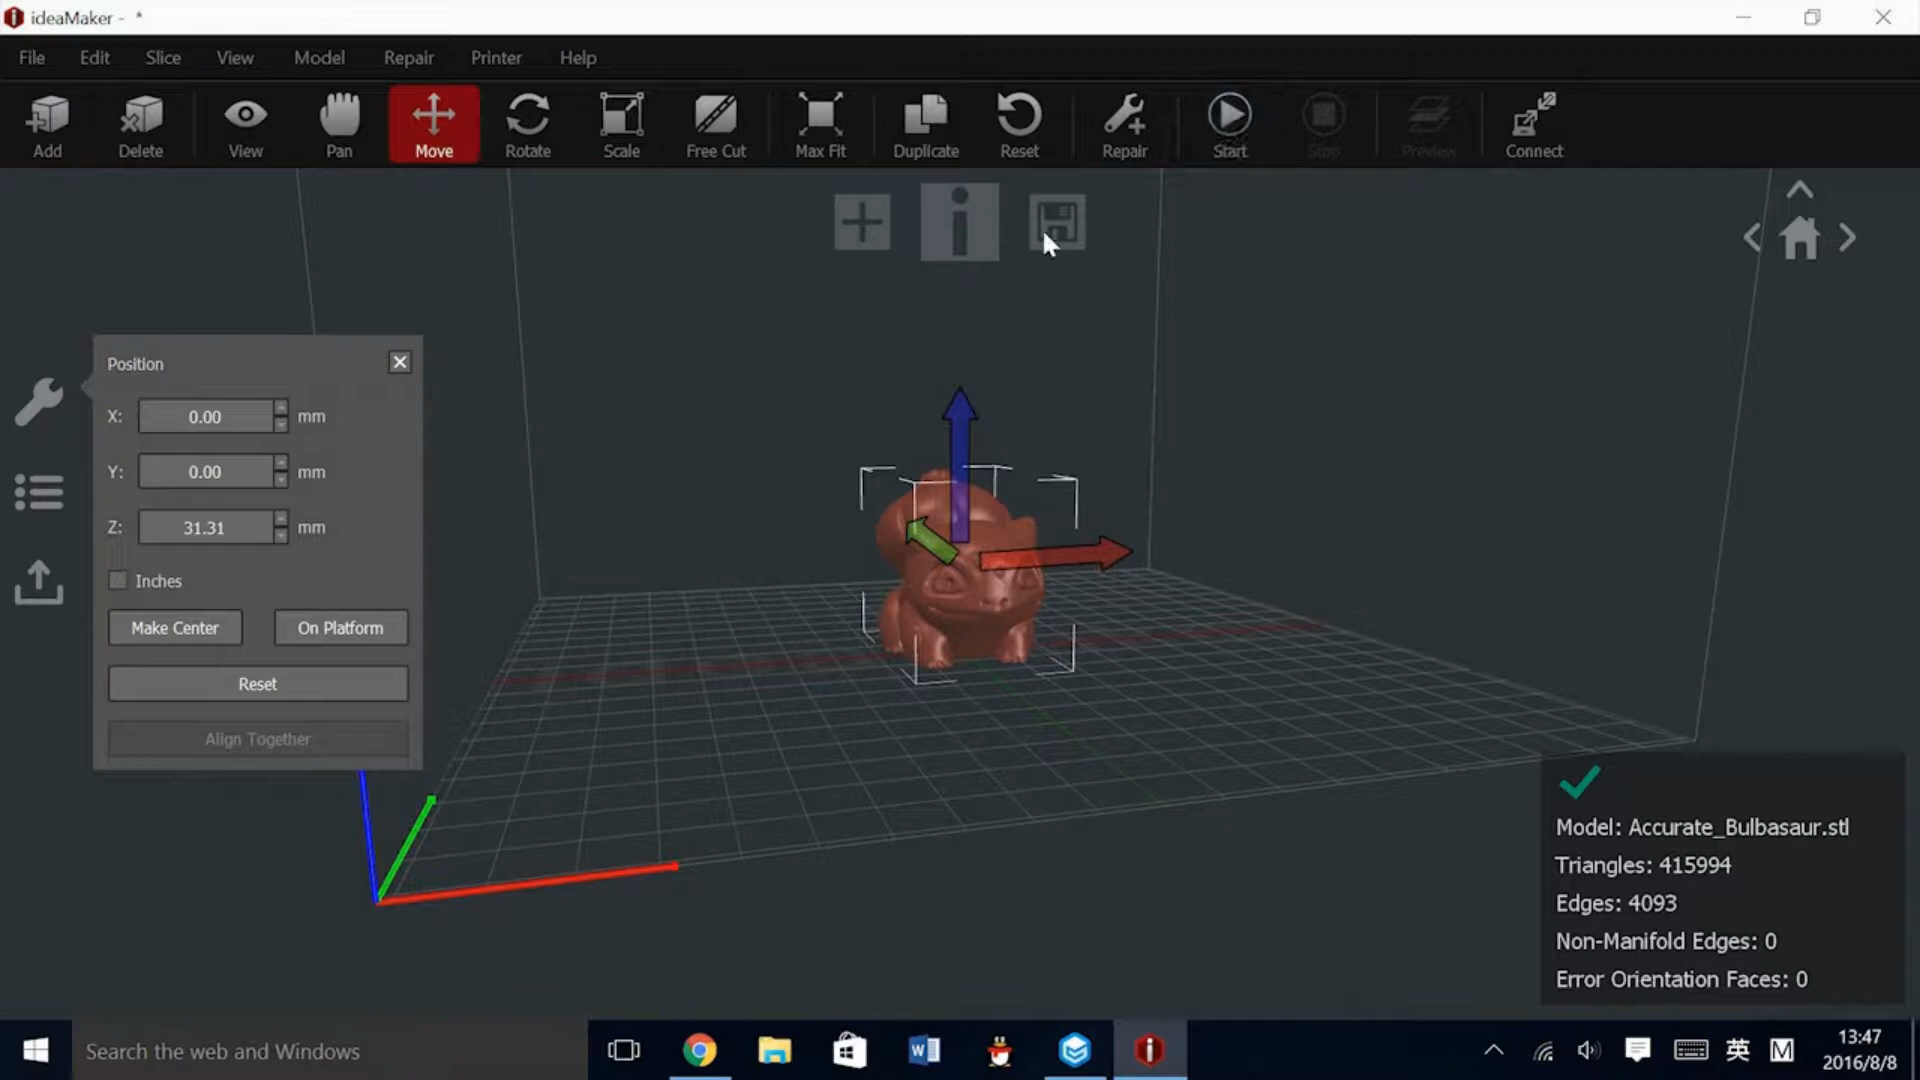 ideaMaker - *
File Edit Slice View Model Repair Printer Help
Add Delete View Pan Move Rotate Scale Free Cut Max Fit Duplicate Reset Repair Start Stop Preview Connect
Position
X: 0.00 mm
Y: 0.00 mm
Z: 31.31 mm
Inches
Make Center On Platform
Reset
Align Together
Model: Accurate_Bulbasaur.stl
Triangles: 415994
Edges: 4093
Non-Manifold Edges: 0
Error Orientation Faces: 0
Search the web and Windows
英 M
13:47
2016/8/8